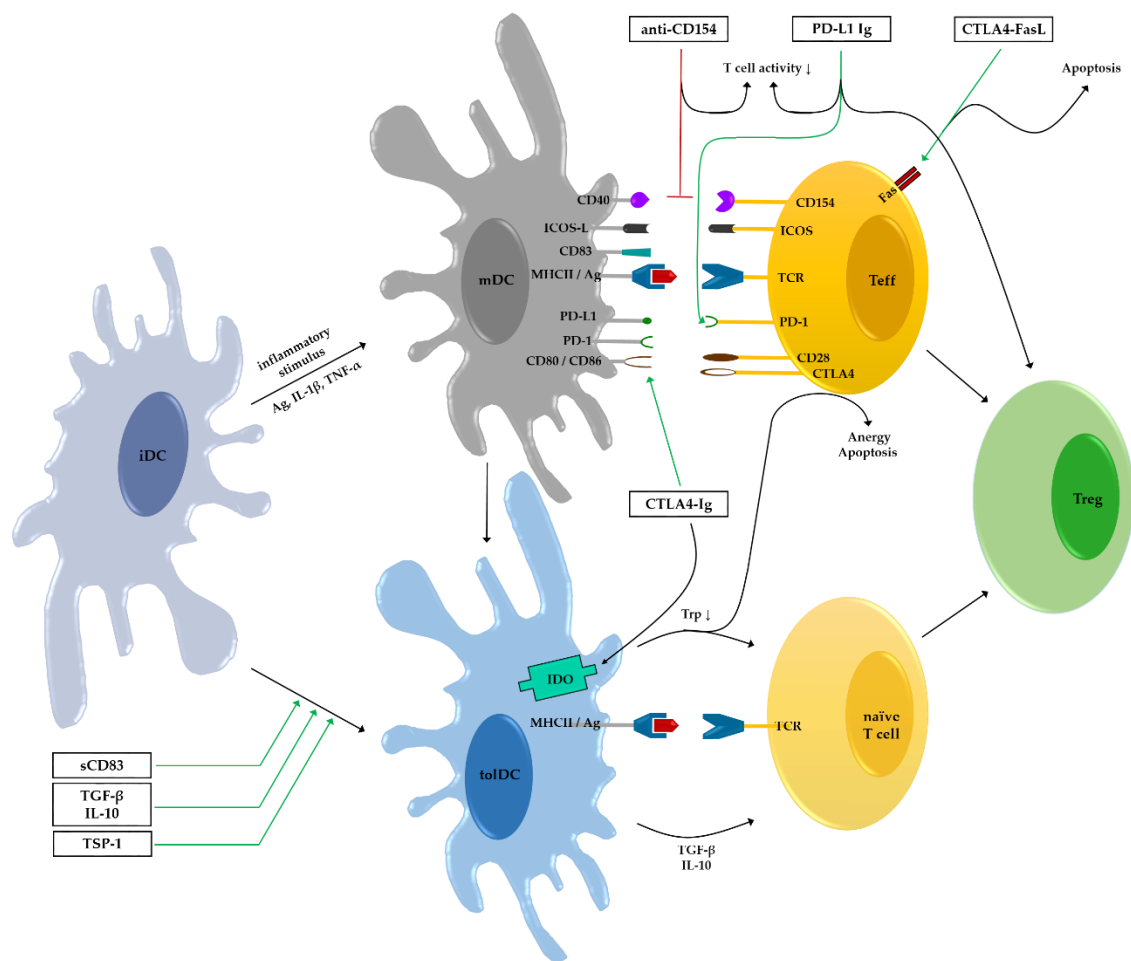 anti-CD154
PD-L1 Ig
CTLA4-FasL
T cell activity ↓
Apoptosis
Fas
CD40
CD154
ICOS-L
ICOS
CD83
mDC
MHCII / Ag
TCR
Teff
PD-L1
PD-1
PD-1
CD80 / CD86
CD28
CTLA4
inflammatory
stimulus
Ag, IL-1β, TNF-α
iDC
Anergy
Apoptosis
CTLA4-Ig
Treg
Trp ↓
IDO
MHCII / Ag
TCR
naïve
T cell
tolDC
sCD83
TGF-β
IL-10
TSP-1
TGF-β
IL-10